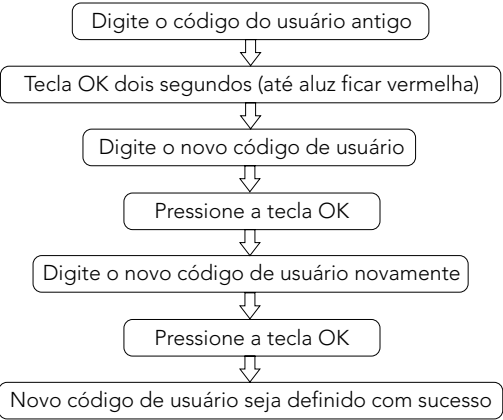 Digite o código do usuário antigo
Tecla OK dois segundos (até aluz ficar vermelha)
Digite o novo código de usuário
Pressione a tecla OK
Digite o novo código de usuário novamente
Pressione a tecla OK
Novo código de usuário seja definido com sucesso